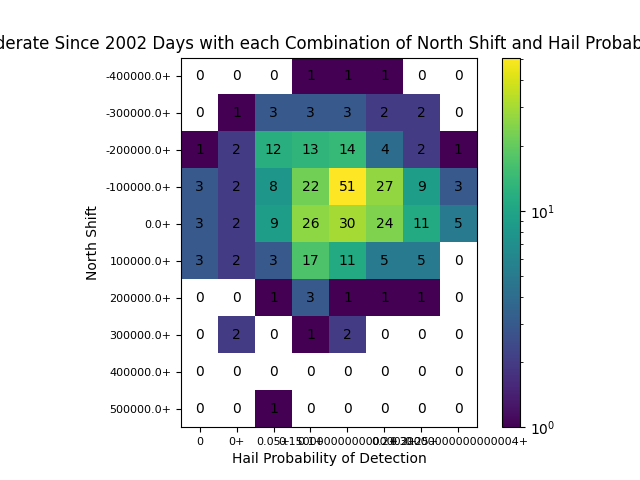 derate Since 2002 Days with each Combination of North Shift and Hail Probab
-400000.0+ 0 0 0 1 1 1 0 0
-300000.0+ 0 1 3 3 3 2 2 0
-200000.0+ 1 2 12 13 14 4 2 1
-100000.0+ 3 2 8 22 51 27 9 3
0.0+ 3 2 9 26 30 24 11 5
100000.0+ 3 2 3 17 11 5 5 0
200000.0+ 0 0 1 3 1 1 1 0
300000.0+ 0 2 0 1 2 0 0 0
400000.0+ 0 0 0 0 0 0 0 0
500000.0+ 0 0 1 0 0 0 0 0
0 0+ 0.05+
North Shift
Hail Probability of Detection
10¹
10⁰